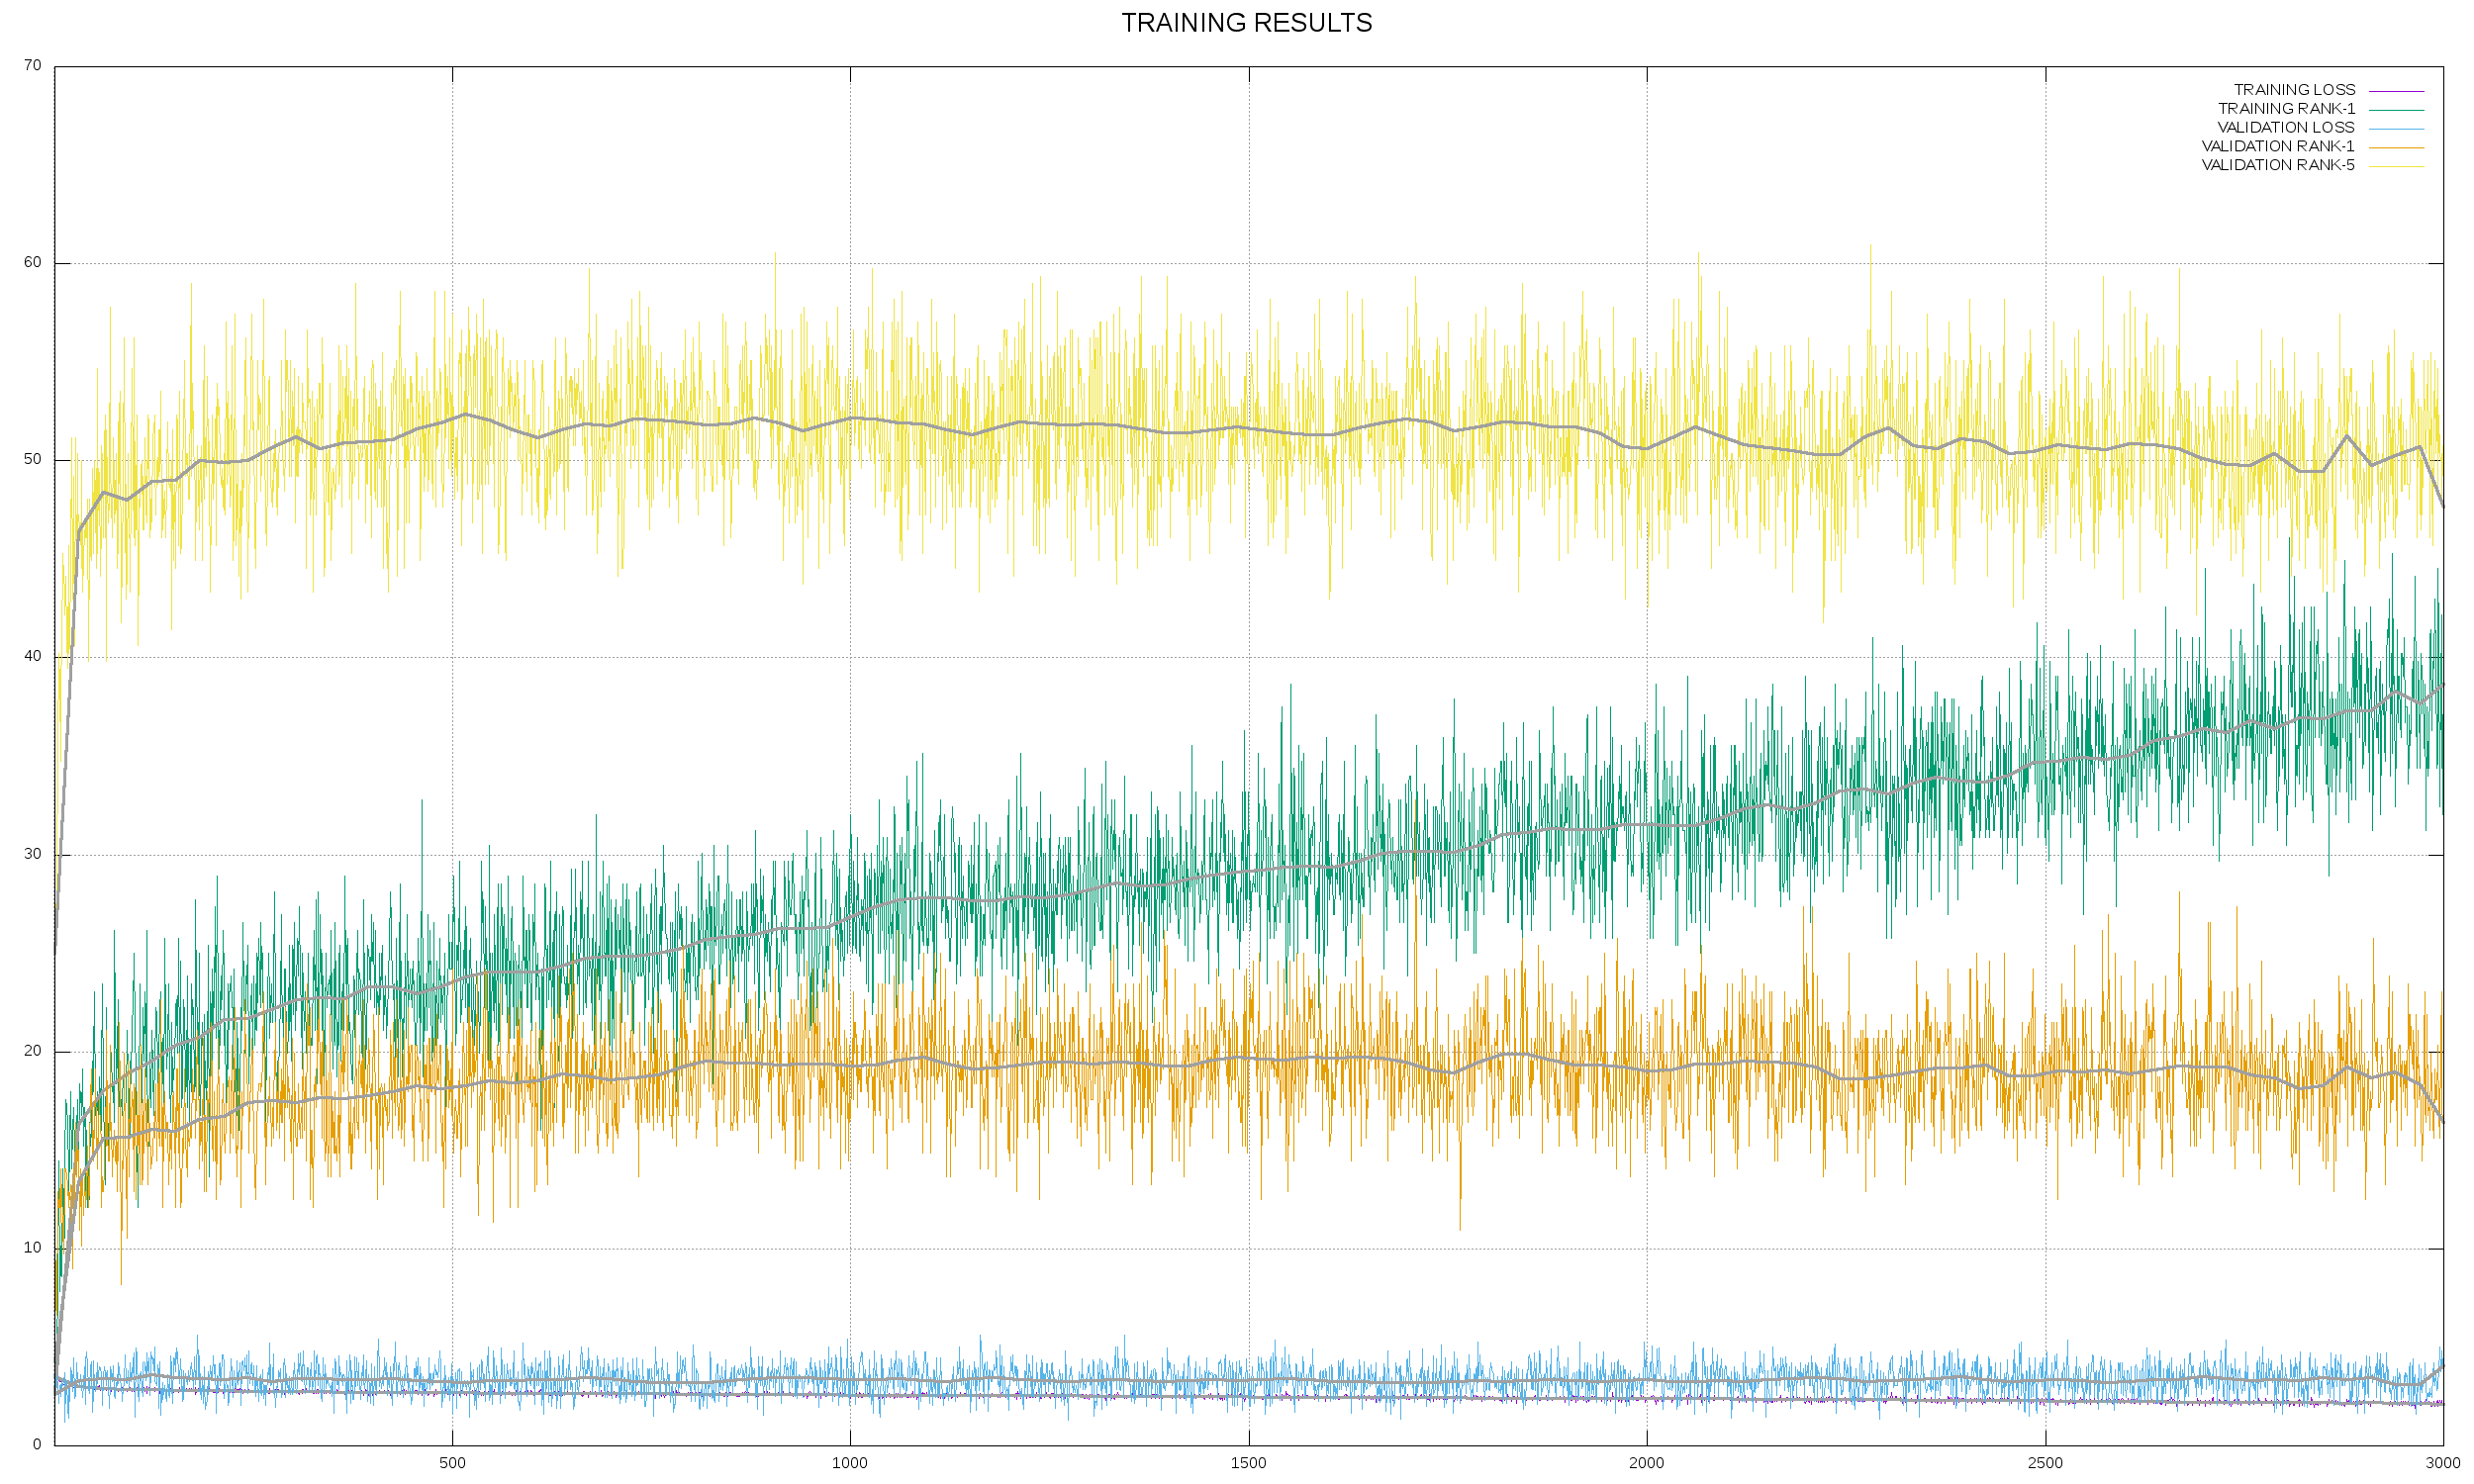 TRAINING RESULTS
70
60
50
40
30
20
10
0
TRAINING LOSS
TRAINING RANK-1
VALIDATION LOSS
VALIDATION RANK-1
VALIDATION RANK-5
500
1000
1500
2000
2500
3000